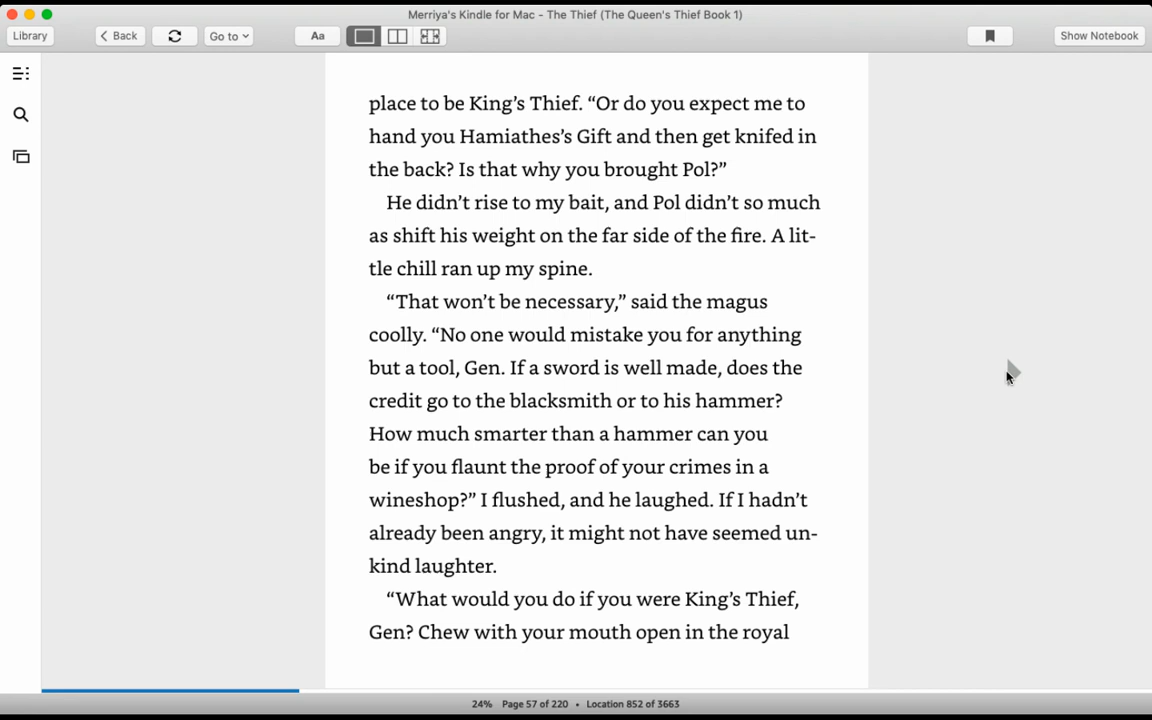 Merriya's Kindle for Mac - The Thief (The Queen's Thief Book 1)
Library Back Go to Aa Show Notebook
place to be King’s Thief. “Or do you expect me to
hand you Hamiathes’s Gift and then get knifed in
the back? Is that why you brought Pol?”
He didn’t rise to my bait, and Pol didn’t so much
as shift his weight on the far side of the fire. A lit-
tle chill ran up my spine.
“That won’t be necessary,” said the magus
coolly. “No one would mistake you for anything
but a tool, Gen. If a sword is well made, does the
credit go to the blacksmith or to his hammer?
How much smarter than a hammer can you
be if you flaunt the proof of your crimes in a
wineshop?” I flushed, and he laughed. If I hadn’t
already been angry, it might not have seemed un-
kind laughter.
“What would you do if you were King’s Thief,
Gen? Chew with your mouth open in the royal
24% Page 57 of 220 • Location 852 of 3663